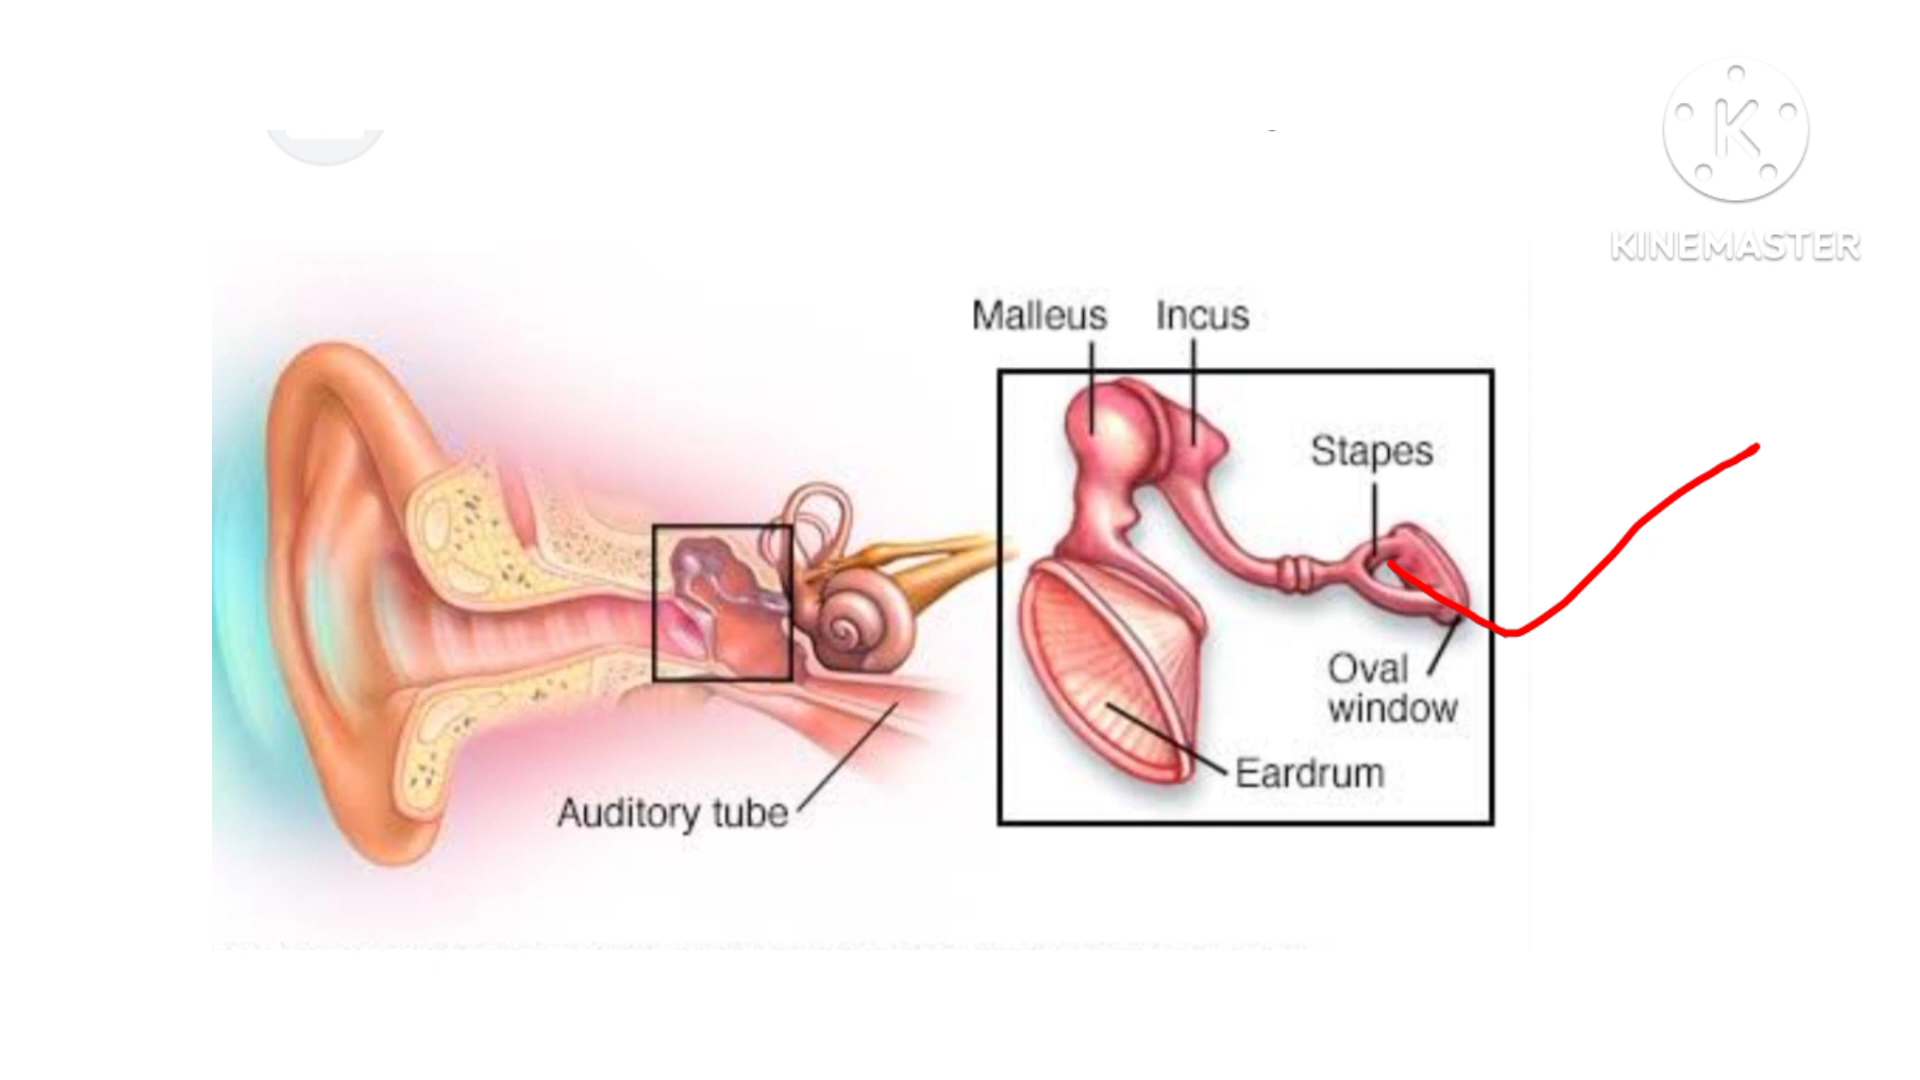 K
KINEMASTER
Malleus Incus
Stapes
Oval
window
Eardrum
Auditory tube